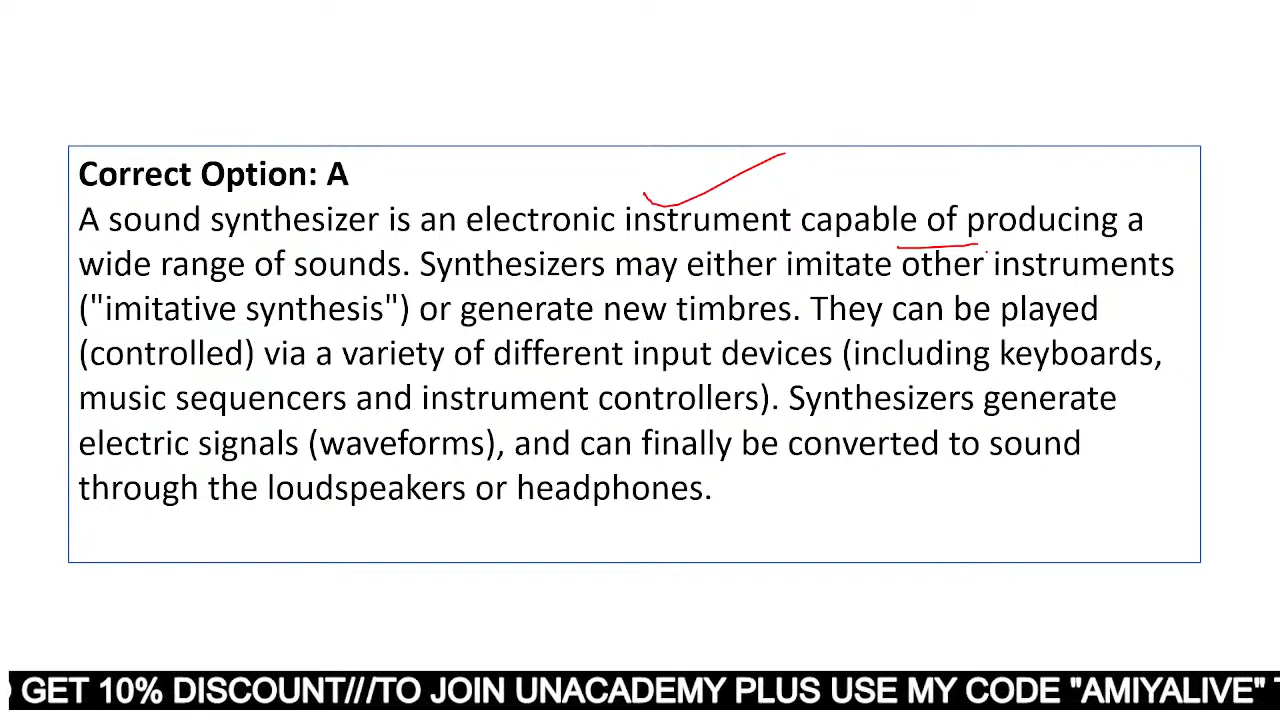 Correct Option: A
A sound synthesizer is an electronic instrument capable of producing a
wide range of sounds. Synthesizers may either imitate other instruments
("imitative synthesis") or generate new timbres. They can be played
(controlled) via a variety of different input devices (including keyboards,
music sequencers and instrument controllers). Synthesizers generate
electric signals (waveforms), and can finally be converted to sound
through the loudspeakers or headphones.
GET 10% DISCOUNT///TO JOIN UNACADEMY PLUS USE MY CODE "AMIYALIVE"